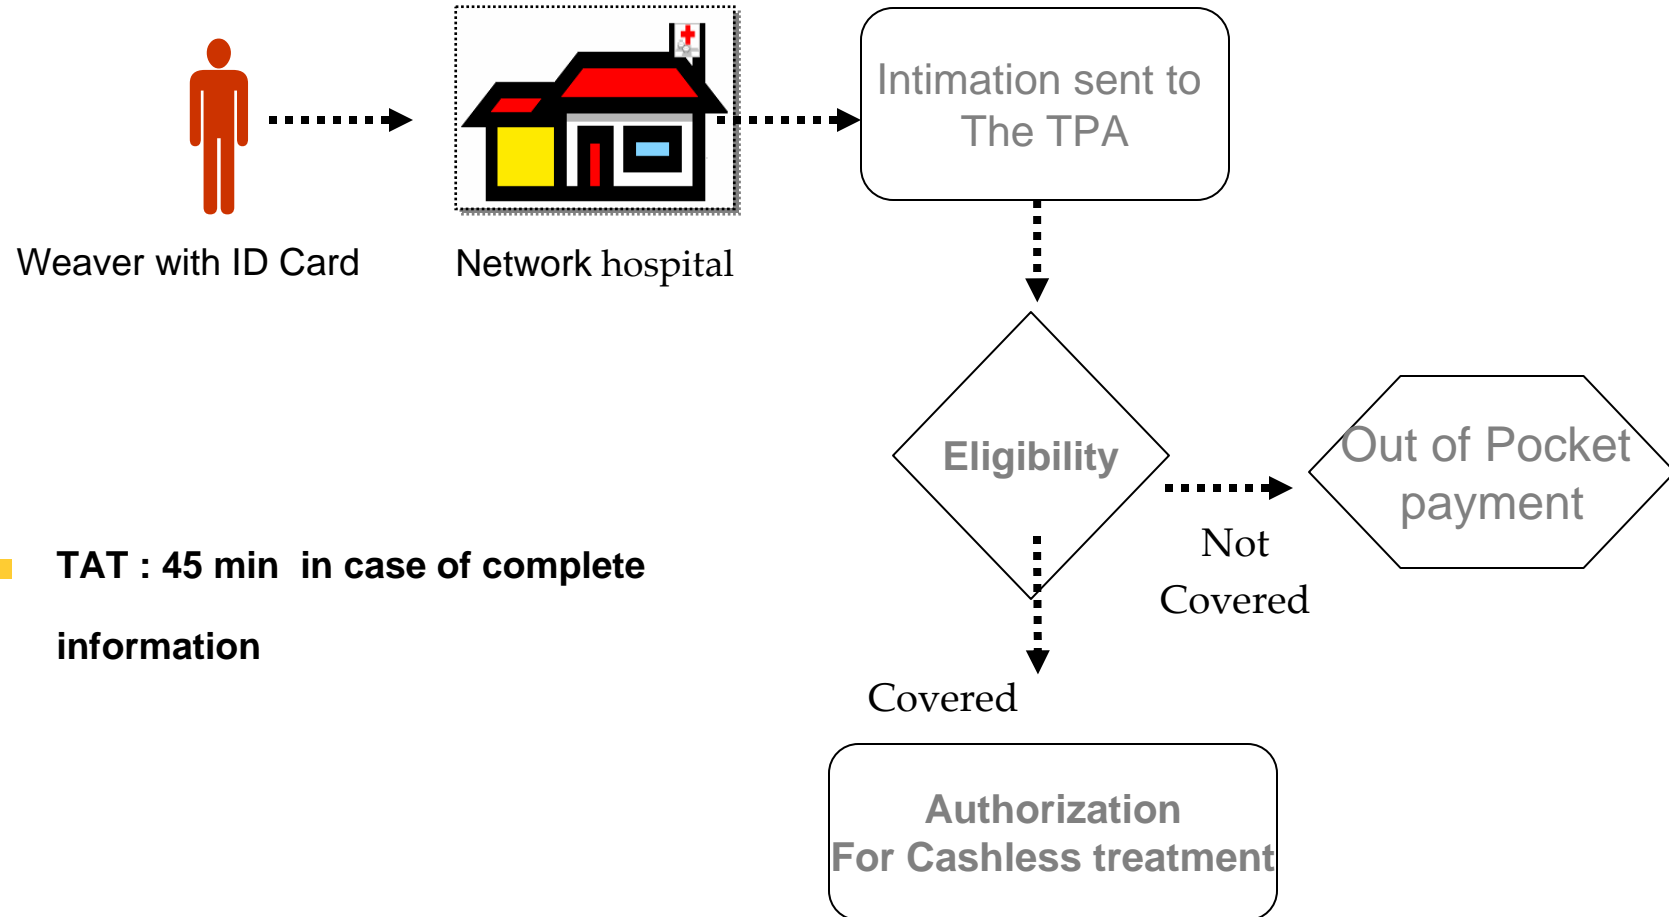 Intimation sent to
The TPA
Weaver with ID Card
Network hospital
Eligibility
Out of Pocket
payment
Not
Covered
TAT : 45 min in case of complete
information
Covered
Authorization
For Cashless treatment